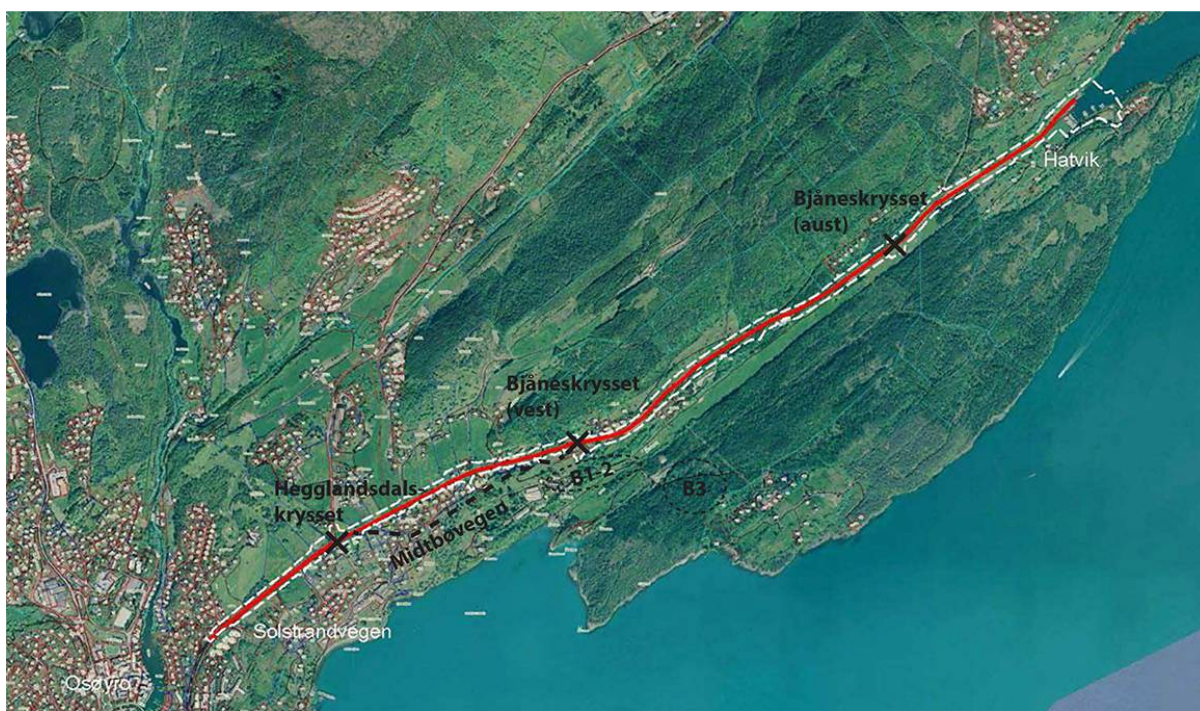 Hatvik
Bjåneskrysset
(aust)
Bjåneskrysset
(vest)
B1-2
B3
Hegglandsdals-
krysset
Midtbøvegen
Solstrandvegen
Osøyro